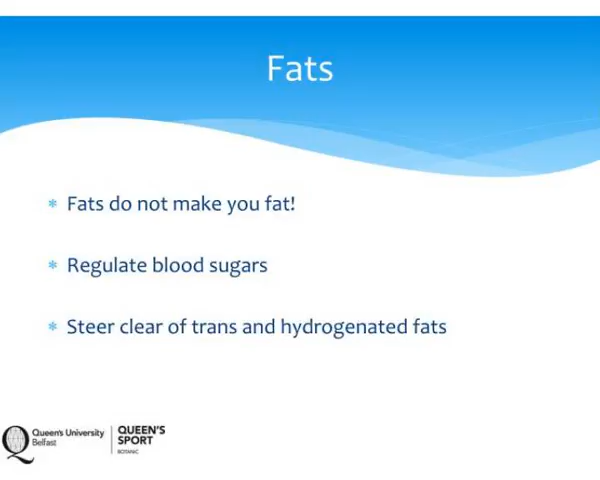 Fats
* Fats do not make you fat!
* Regulate blood sugars
* Steer clear of trans and hydrogenated fats
Queen's University
Belfast
QUEEN'S
SPORT
BOTANIC